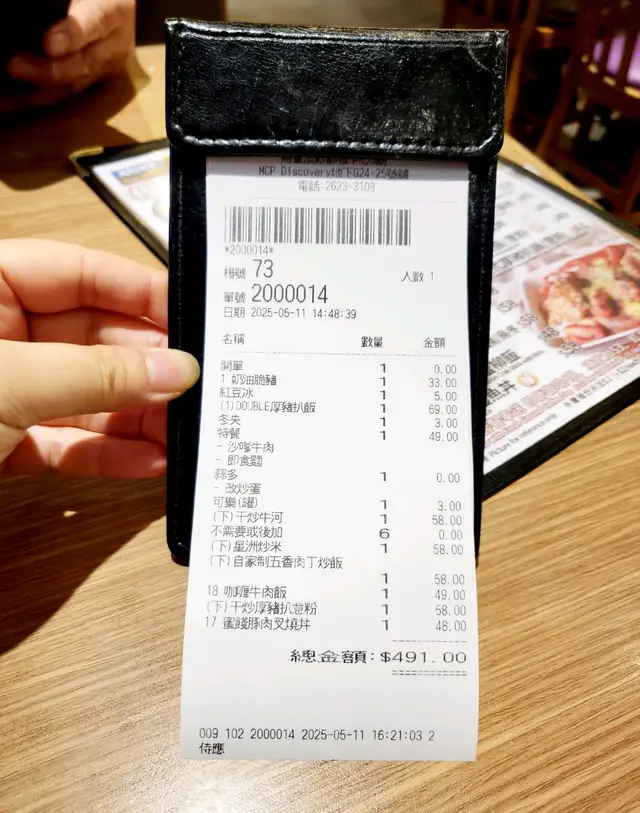 MCP Discovery地下G24-25號舖
電話:2623-3108
*2000014*
檯號 73 人數 1
單號 2000014
日期 2025-05-11 14:48:39
名稱 數量 金額
開單 1 0.00
1 奶油脆豬 1 33.00
紅豆冰 1 5.00
(1)DOUBLE厚豬扒飯 1 69.00
冬央 1 3.00
特餐 1 49.00
- 沙嗲牛肉
- 即食麵
蒜多 1 0.00
- 改炒蛋
可樂(罐) 1 3.00
(下)干炒牛河 1 58.00
不需要或後加 6 0.00
(下)星洲炒米 1 58.00
(下)自家制五香肉丁炒飯
1 58.00
18 咖喱牛肉飯 1 49.00
(下)干炒厚豬扒意粉 1 58.00
17 蜜餞豚肉叉燒丼 1 48.00
總金額:$491.00
009 102 2000014 2025-05-11 16:21:03 2
侍應
Picture for reference only